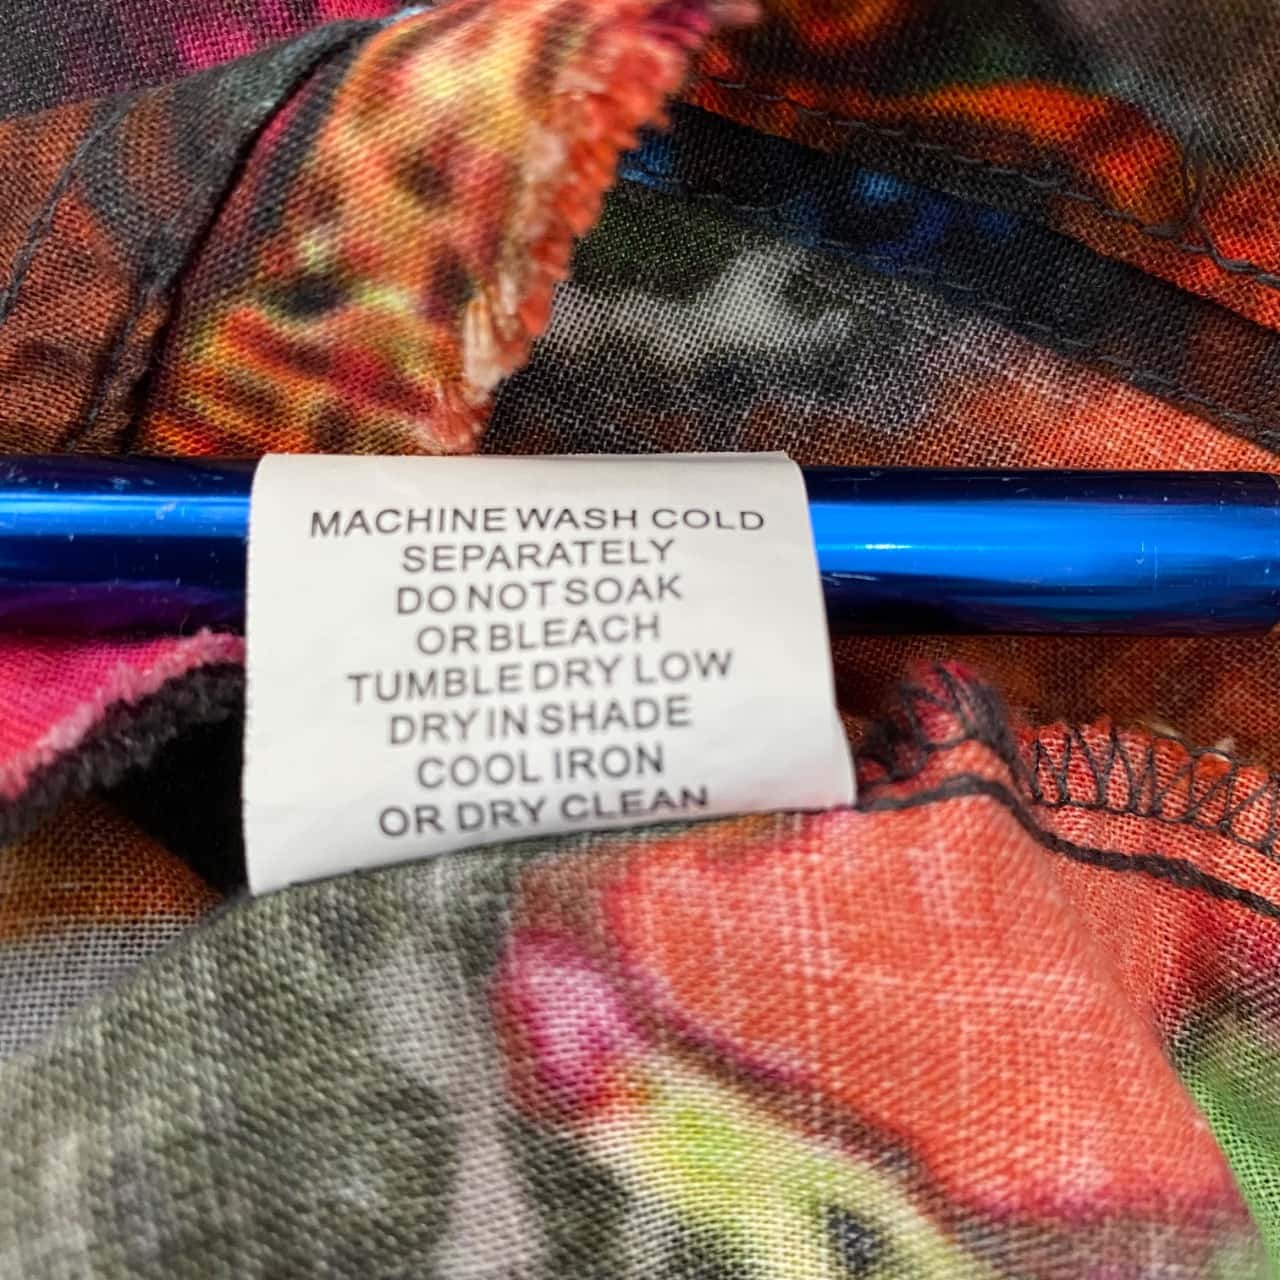 MACHINE WASH COLD
SEPARATELY
DO NOT SOAK
OR BLEACH
TUMBLE DRY LOW
DRY IN SHADE
COOL IRON
OR DRY CLEAN